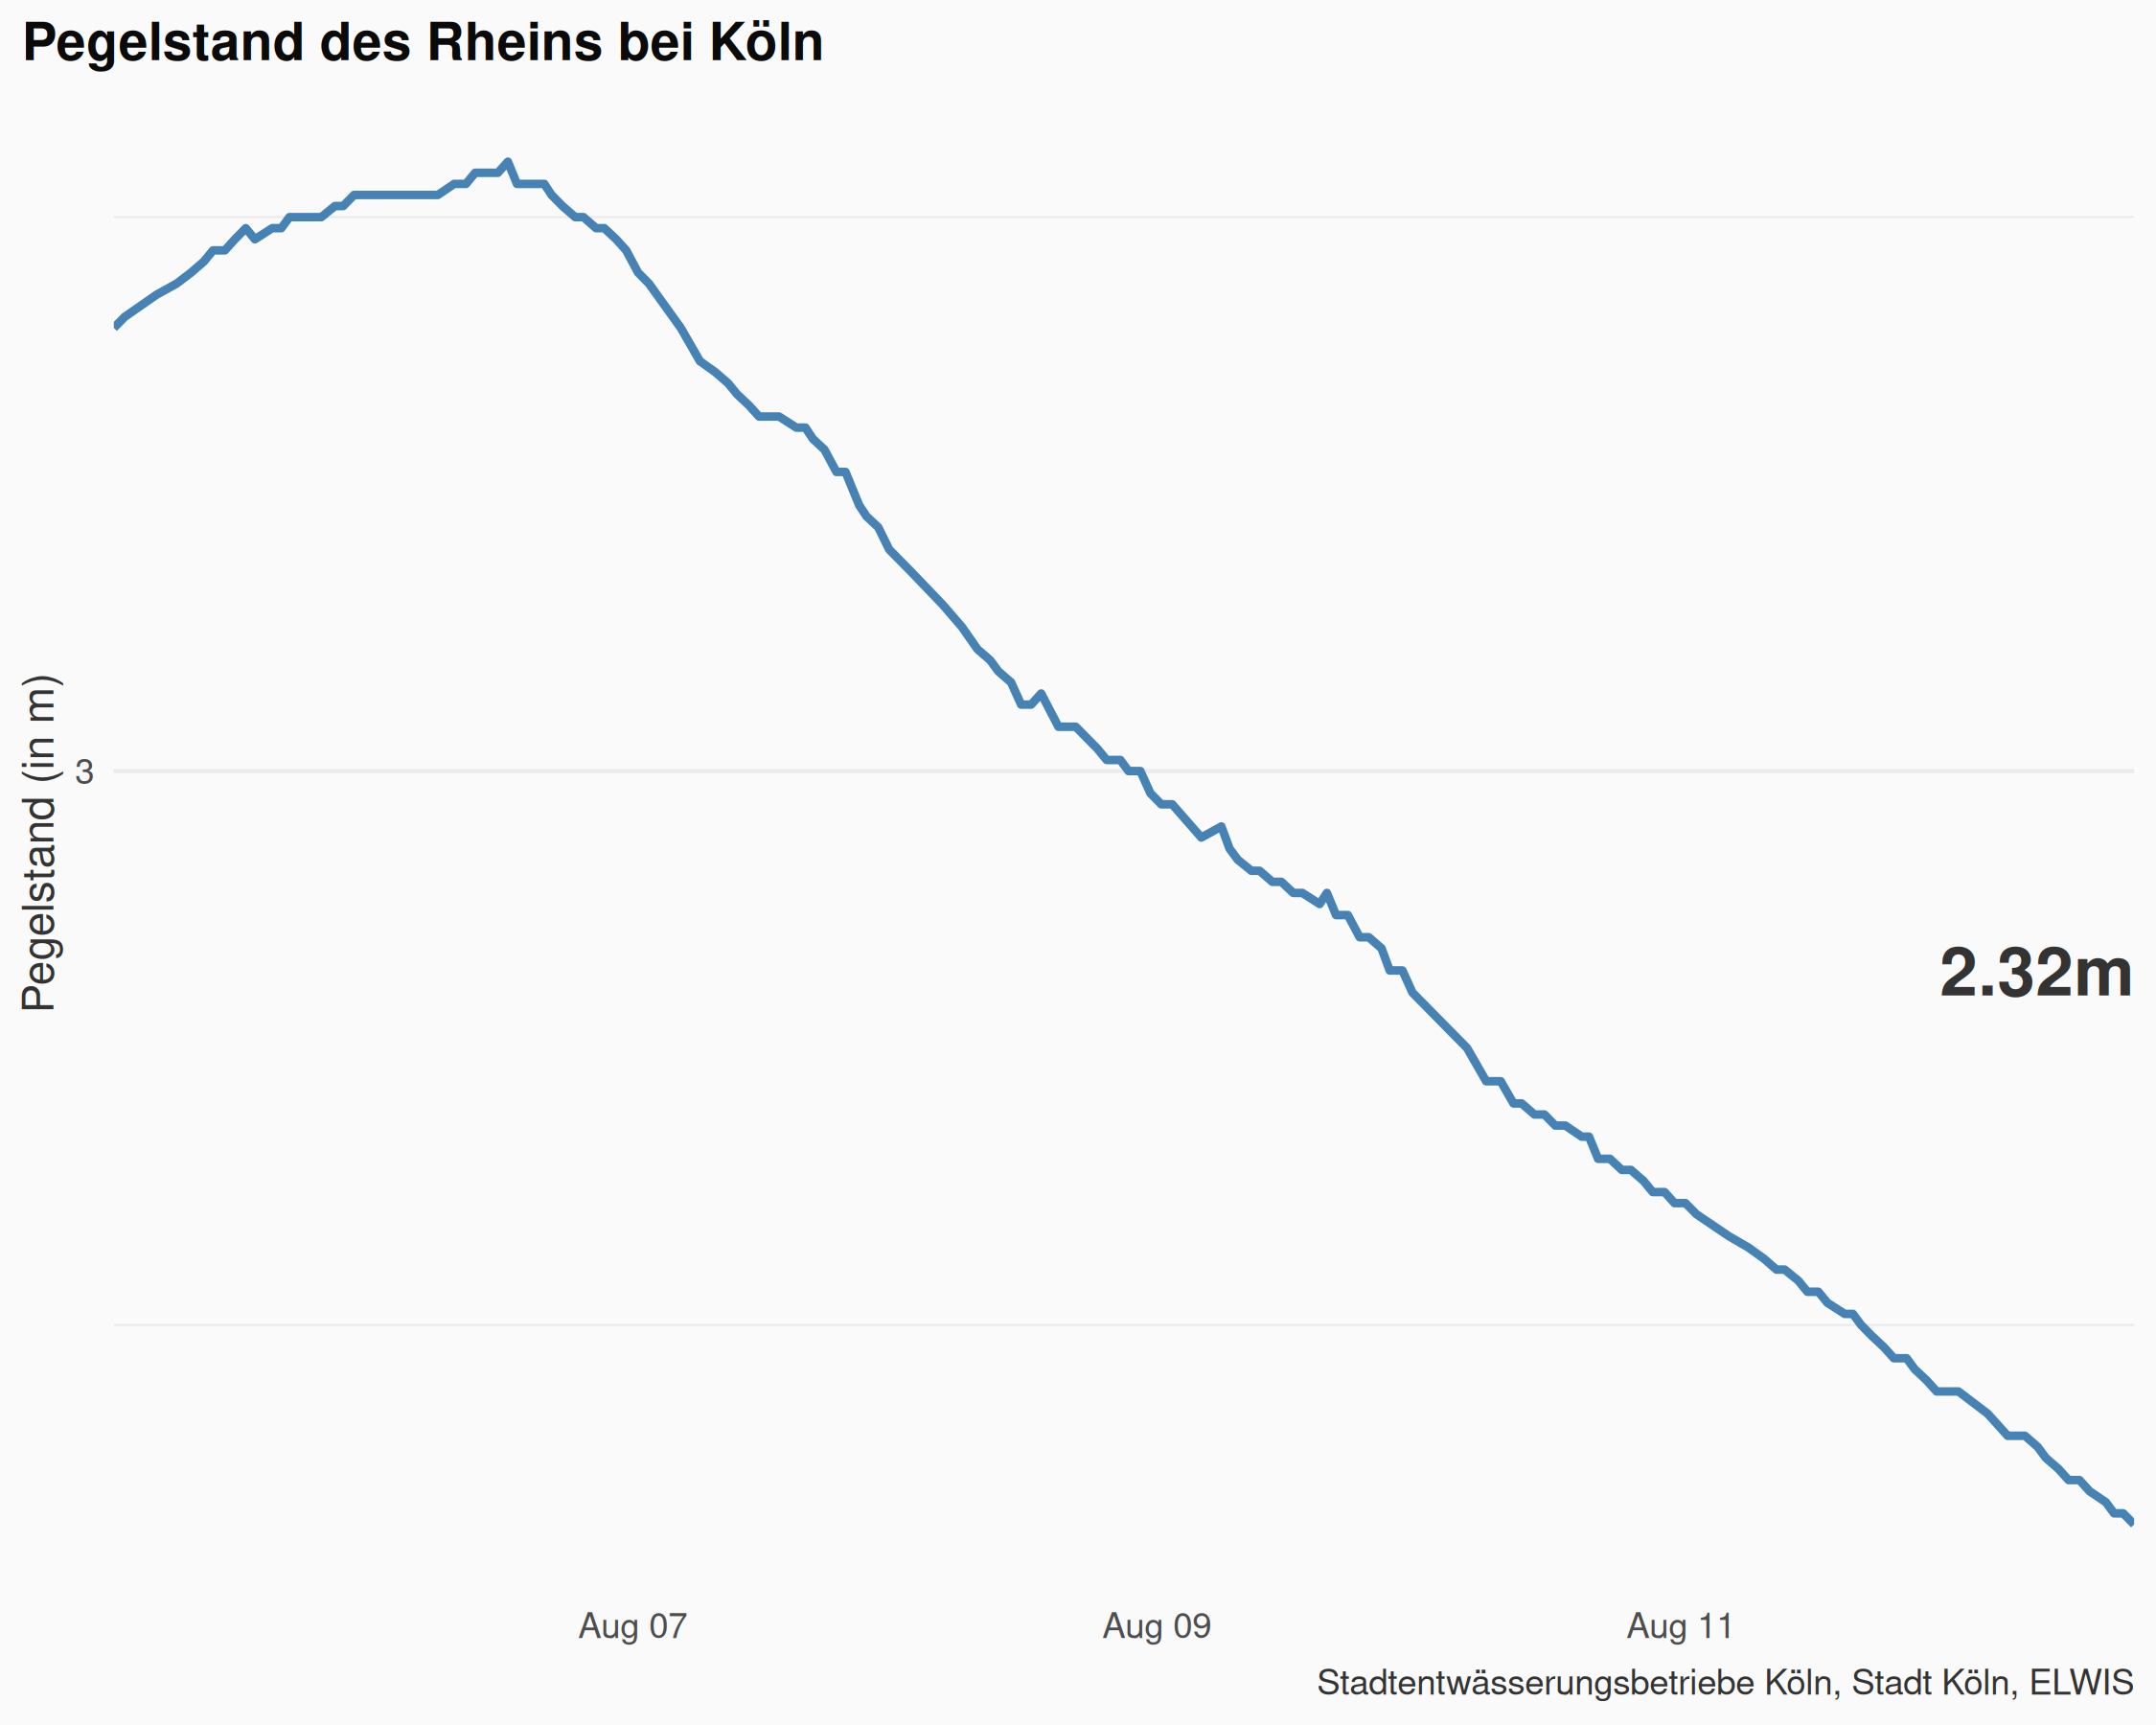 Pegelstand des Rheins bei Köln
Pegelstand (in m)
3
2.32m
Aug 07
Aug 09
Aug 11
Stadtentwässerungsbetriebe Köln, Stadt Köln, ELWIS